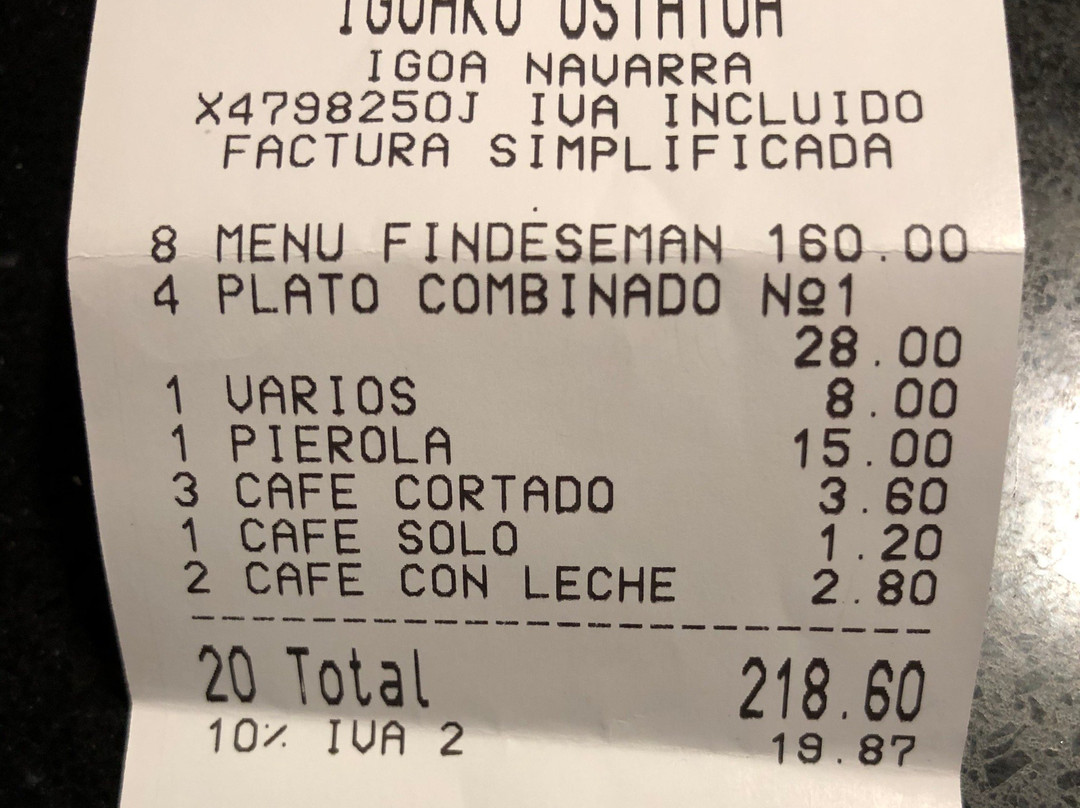 IGOAKO OSTATUA
IGOA NAVARRA
X4798250J IVA INCLUIDO
FACTURA SIMPLIFICADA
8 MENU FINDESEMAN 160.00
4 PLATO COMBINADO Nº1
28.00
1 VARIOS 8.00
1 PIEROLA 15.00
3 CAFE CORTADO 3.60
1 CAFE SOLO 1.20
2 CAFE CON LECHE 2.80
20 Total 218.60
10% IVA 2 19.87